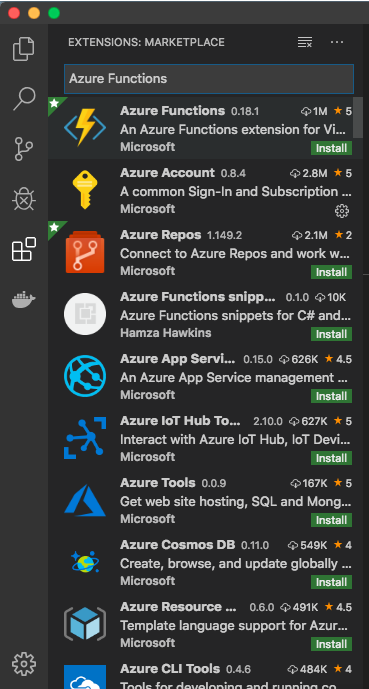 EXTENSIONS: MARKETPLACE
Azure Functions
Azure Functions 0.18.1 1M 5
An Azure Functions extension for Vi...
Microsoft Install
Azure Account 0.8.4 2.8M 5
A common Sign-In and Subscription ...
Microsoft
Azure Repos 1.149.2 2.1M 2
Connect to Azure Repos and work w...
Microsoft Install
Azure Functions snipp... 0.1.0 10K
Azure Functions snippets for C# and...
Hamza Hawkins Install
Azure App Servi... 0.15.0 626K 4.5
An Azure App Service management ...
Microsoft Install
Azure IoT Hub To... 2.10.0 627K 5
Interact with Azure IoT Hub, IoT Devi...
Microsoft Install
Azure Tools 0.0.9 167K 5
Get web site hosting, SQL and Mong...
Microsoft Install
Azure Cosmos DB 0.11.0 549K 4
Create, browse, and update globally ...
Microsoft Install
Azure Resource ... 0.6.0 491K 4.5
Template language support for Azur...
Microsoft Install
Azure CLI Tools 0.4.6 484K 4
Tools for developing and running co...